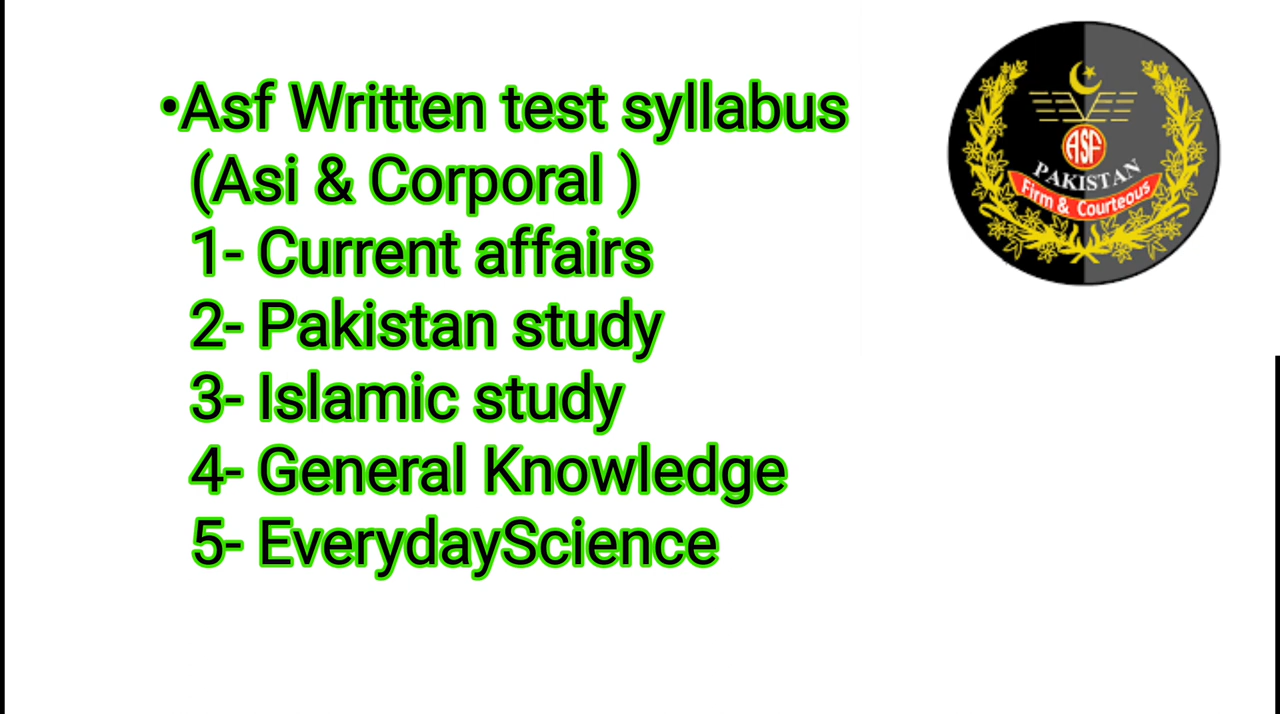 •Asf Written test syllabus
(Asi & Corporal )
1- Current affairs
2- Pakistan study
3- Islamic study
4- General Knowledge
5- EverydayScience
ASF
PAKISTAN
Firm & Courteous